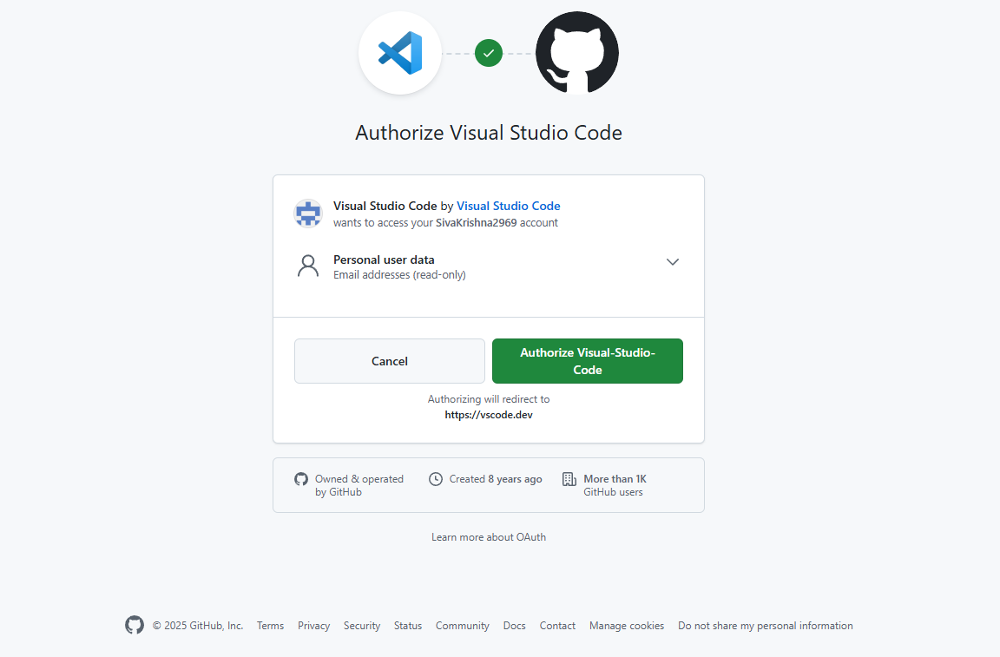 Authorize Visual Studio Code
Visual Studio Code by Visual Studio Code
wants to access your SivaKrishna2969 account
Personal user data
Email addresses (read-only)
Cancel
Authorize Visual-Studio-
Code
Authorizing will redirect to
https://vscode.dev
Owned & operated
by GitHub
Created 8 years ago
More than 1K
GitHub users
Learn more about OAuth
© 2025 GitHub, Inc. Terms Privacy Security Status Community Docs Contact Manage cookies Do not share my personal information